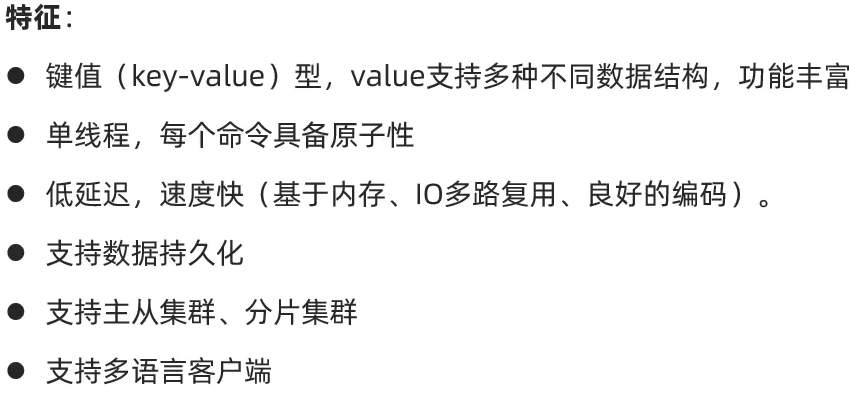 特征：
● 键值（key-value）型，value支持多种不同数据结构，功能丰富
● 单线程，每个命令具备原子性
● 低延迟，速度快（基于内存、IO多路复用、良好的编码）。
● 支持数据持久化
● 支持主从集群、分片集群
● 支持多语言客户端